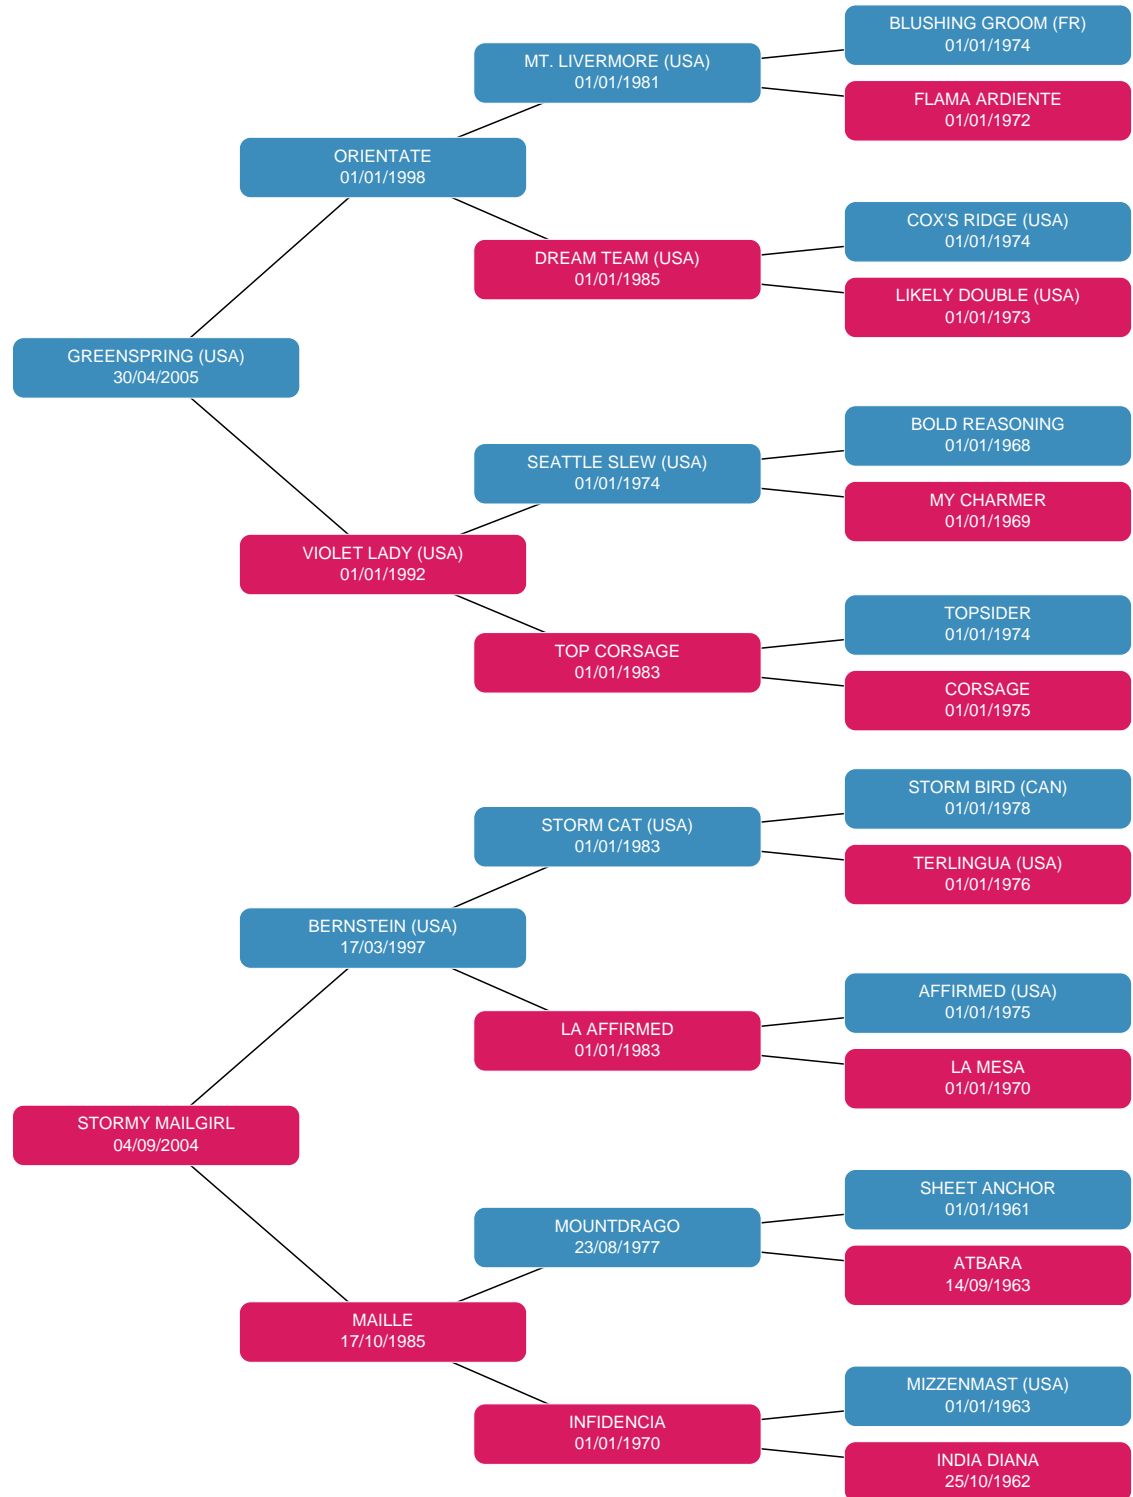 BLUSHING GROOM (FR)
01/01/1974
MT. LIVERMORE (USA)
01/01/1981
FLAMA ARDIENTE
01/01/1972
ORIENTATE
01/01/1998
COX'S RIDGE (USA)
01/01/1974
DREAM TEAM (USA)
01/01/1985
LIKELY DOUBLE (USA)
01/01/1973
GREENSPRING (USA)
30/04/2005
BOLD REASONING
01/01/1968
SEATTLE SLEW (USA)
01/01/1974
MY CHARMER
01/01/1969
VIOLET LADY (USA)
01/01/1992
TOPSIDER
01/01/1974
TOP CORSAGE
01/01/1983
CORSAGE
01/01/1975
STORM BIRD (CAN)
01/01/1978
STORM CAT (USA)
01/01/1983
TERLINGUA (USA)
01/01/1976
BERNSTEIN (USA)
17/03/1997
AFFIRMED (USA)
01/01/1975
LA AFFIRMED
01/01/1983
LA MESA
01/01/1970
STORMY MAILGIRL
04/09/2004
SHEET ANCHOR
01/01/1961
MOUNTDRAGO
23/08/1977
ATBARA
14/09/1963
MAILLE
17/10/1985
MIZZENMAST (USA)
01/01/1963
INFIDENCIA
01/01/1970
INDIA DIANA
25/10/1962